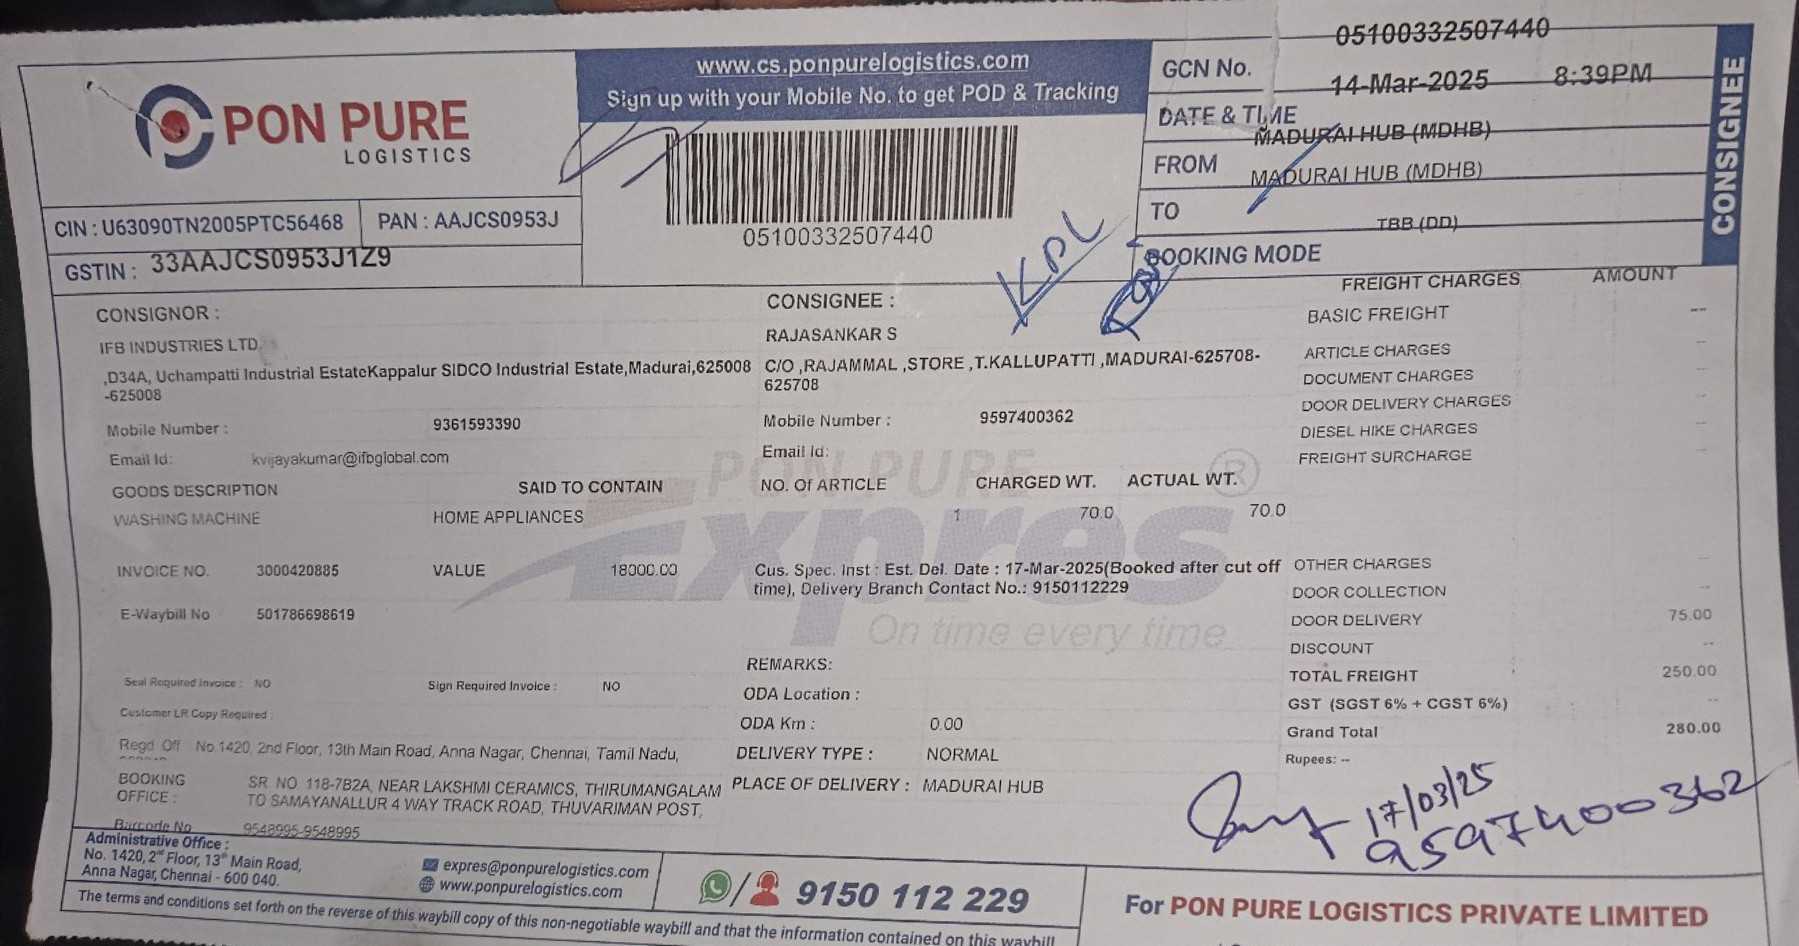 PON PURE
LOGISTICS
CIN : U63090TN2005PTC56468 PAN : AAJCS0953J
GSTIN : 33AAJCS0953J1Z9
www.cs.ponpurelogistics.com
Sign up with your Mobile No. to get POD & Tracking
05100332507440
GCN No. 05100332507440
DATE & TIME 14-Mar-2025 8:39PM
FROM MADURAI HUB (MDHB)
TO MADURAI HUB (MDHB)
BOOKING MODE TBB (DD)
CONSIGNEE
KPL
CONSIGNOR :
IFB INDUSTRIES LTD.
,D34A, Uchampatti Industrial EstateKappalur SIDCO Industrial Estate,Madurai,625008
-625008
Mobile Number : 9361593390
Email Id: kvijayakumar@ifbglobal.com
CONSIGNEE :
RAJASANKAR S
C/O ,RAJAMMAL ,STORE ,T.KALLUPATTI ,MADURAI-625708-
625708
Mobile Number : 9597400362
Email Id:
FREIGHT CHARGES AMOUNT
BASIC FREIGHT --
ARTICLE CHARGES --
DOCUMENT CHARGES --
DOOR DELIVERY CHARGES --
DIESEL HIKE CHARGES --
FREIGHT SURCHARGE --
GOODS DESCRIPTION SAID TO CONTAIN NO. Of ARTICLE CHARGED WT. ACTUAL WT.
WASHING MACHINE HOME APPLIANCES 1 70.0 70.0
PON PURE
Expres
On time every time
INVOICE NO. 3000420885 VALUE 18000.00
Cus. Spec. Inst : Est. Del. Date : 17-Mar-2025(Booked after cut off
time), Delivery Branch Contact No.: 9150112229
E-Waybill No 501786698619
OTHER CHARGES --
DOOR COLLECTION --
DOOR DELIVERY 75.00
DISCOUNT --
TOTAL FREIGHT 250.00
GST (SGST 6% + CGST 6%) --
Grand Total 280.00
Rupees: --
Seal Required Invoice : NO Sign Required Invoice : NO
Customer LR Copy Required :
REMARKS:
ODA Location :
ODA Km : 0.00
DELIVERY TYPE : NORMAL
PLACE OF DELIVERY : MADURAI HUB
Regd Off No.1420, 2nd Floor, 13th Main Road, Anna Nagar, Chennai, Tamil Nadu,
BOOKING OFFICE : SR NO 118-7B2A, NEAR LAKSHMI CERAMICS, THIRUMANGALAM
TO SAMAYANALLUR 4 WAY TRACK ROAD, THUVARIMAN POST,
Barcode No 9548995-9548995
17/03/25
9597400362
Administrative Office :
No. 1420, 2nd Floor, 13th Main Road,
Anna Nagar, Chennai - 600 040.
expres@ponpurelogistics.com
www.ponpurelogistics.com
9150 112 229
For PON PURE LOGISTICS PRIVATE LIMITED
The terms and conditions set forth on the reverse of this waybill copy of this non-negotiable waybill and that the information contained on this waybill